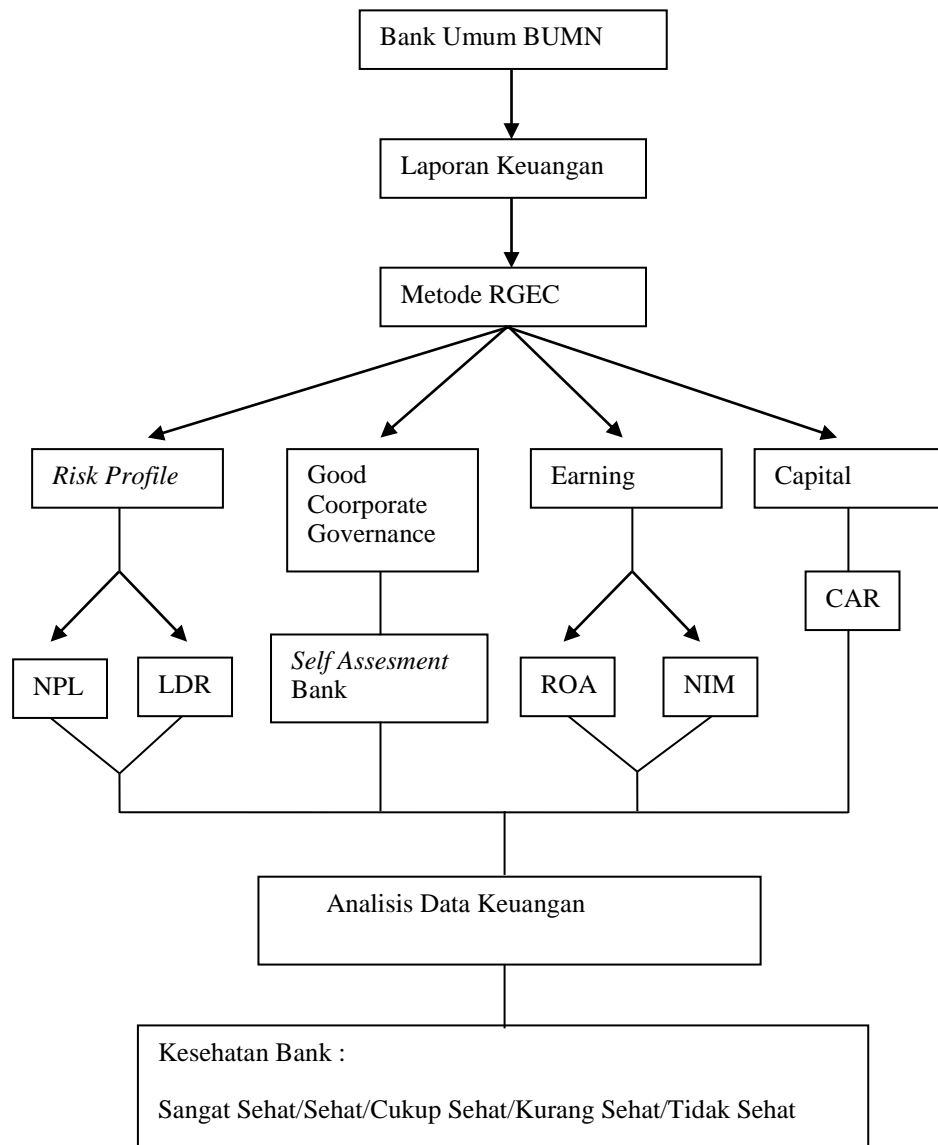 Bank Umum BUMN
Laporan Keuangan
Metode RGEC
Risk Profile
Good
Coorporate
Governance
Earning
Capital
CAR
NPL
LDR
Self Assesment
Bank
ROA
NIM
Analisis Data Keuangan
Kesehatan Bank :
Sangat Sehat/Sehat/Cukup Sehat/Kurang Sehat/Tidak Sehat